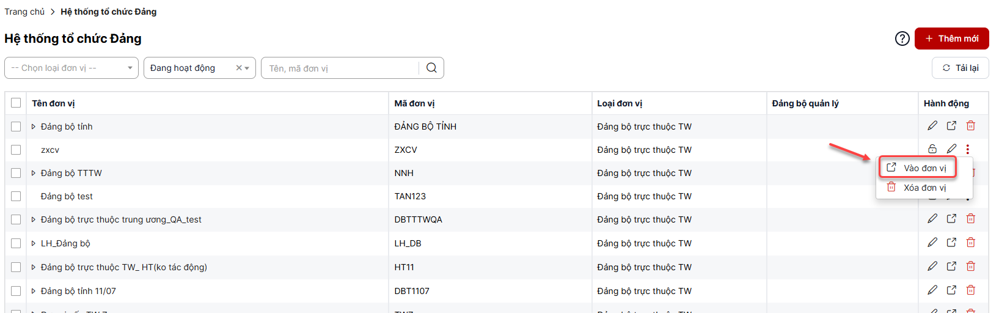 Trang chủ > Hệ thống tổ chức Đảng
Hệ thống tổ chức Đảng
? + Thêm mới
-- Chọn loại đơn vị -- Đang hoạt động Tên, mã đơn vị Tải lại
Tên đơn vị Mã đơn vị Loại đơn vị Đảng bộ quản lý Hành động
Đảng bộ tỉnh ĐẢNG BỘ TỈNH Đảng bộ trực thuộc TW
zxcv ZXCV Đảng bộ trực thuộc TW
Vào đơn vị
Đảng bộ TTTW NNH Đảng bộ trực thuộc TW
Xóa đơn vị
Đảng bộ test TAN123 Đảng bộ trực thuộc TW
Đảng bộ trực thuộc trung ương_QA_test DBTTTWQA Đảng bộ trực thuộc TW
LH_Đảng bộ LH_DB Đảng bộ trực thuộc TW
Đảng bộ trực thuộc TW_ HT(ko tác động) HT11 Đảng bộ trực thuộc TW
Đảng bộ tỉnh 11/07 DBT1107 Đảng bộ trực thuộc TW